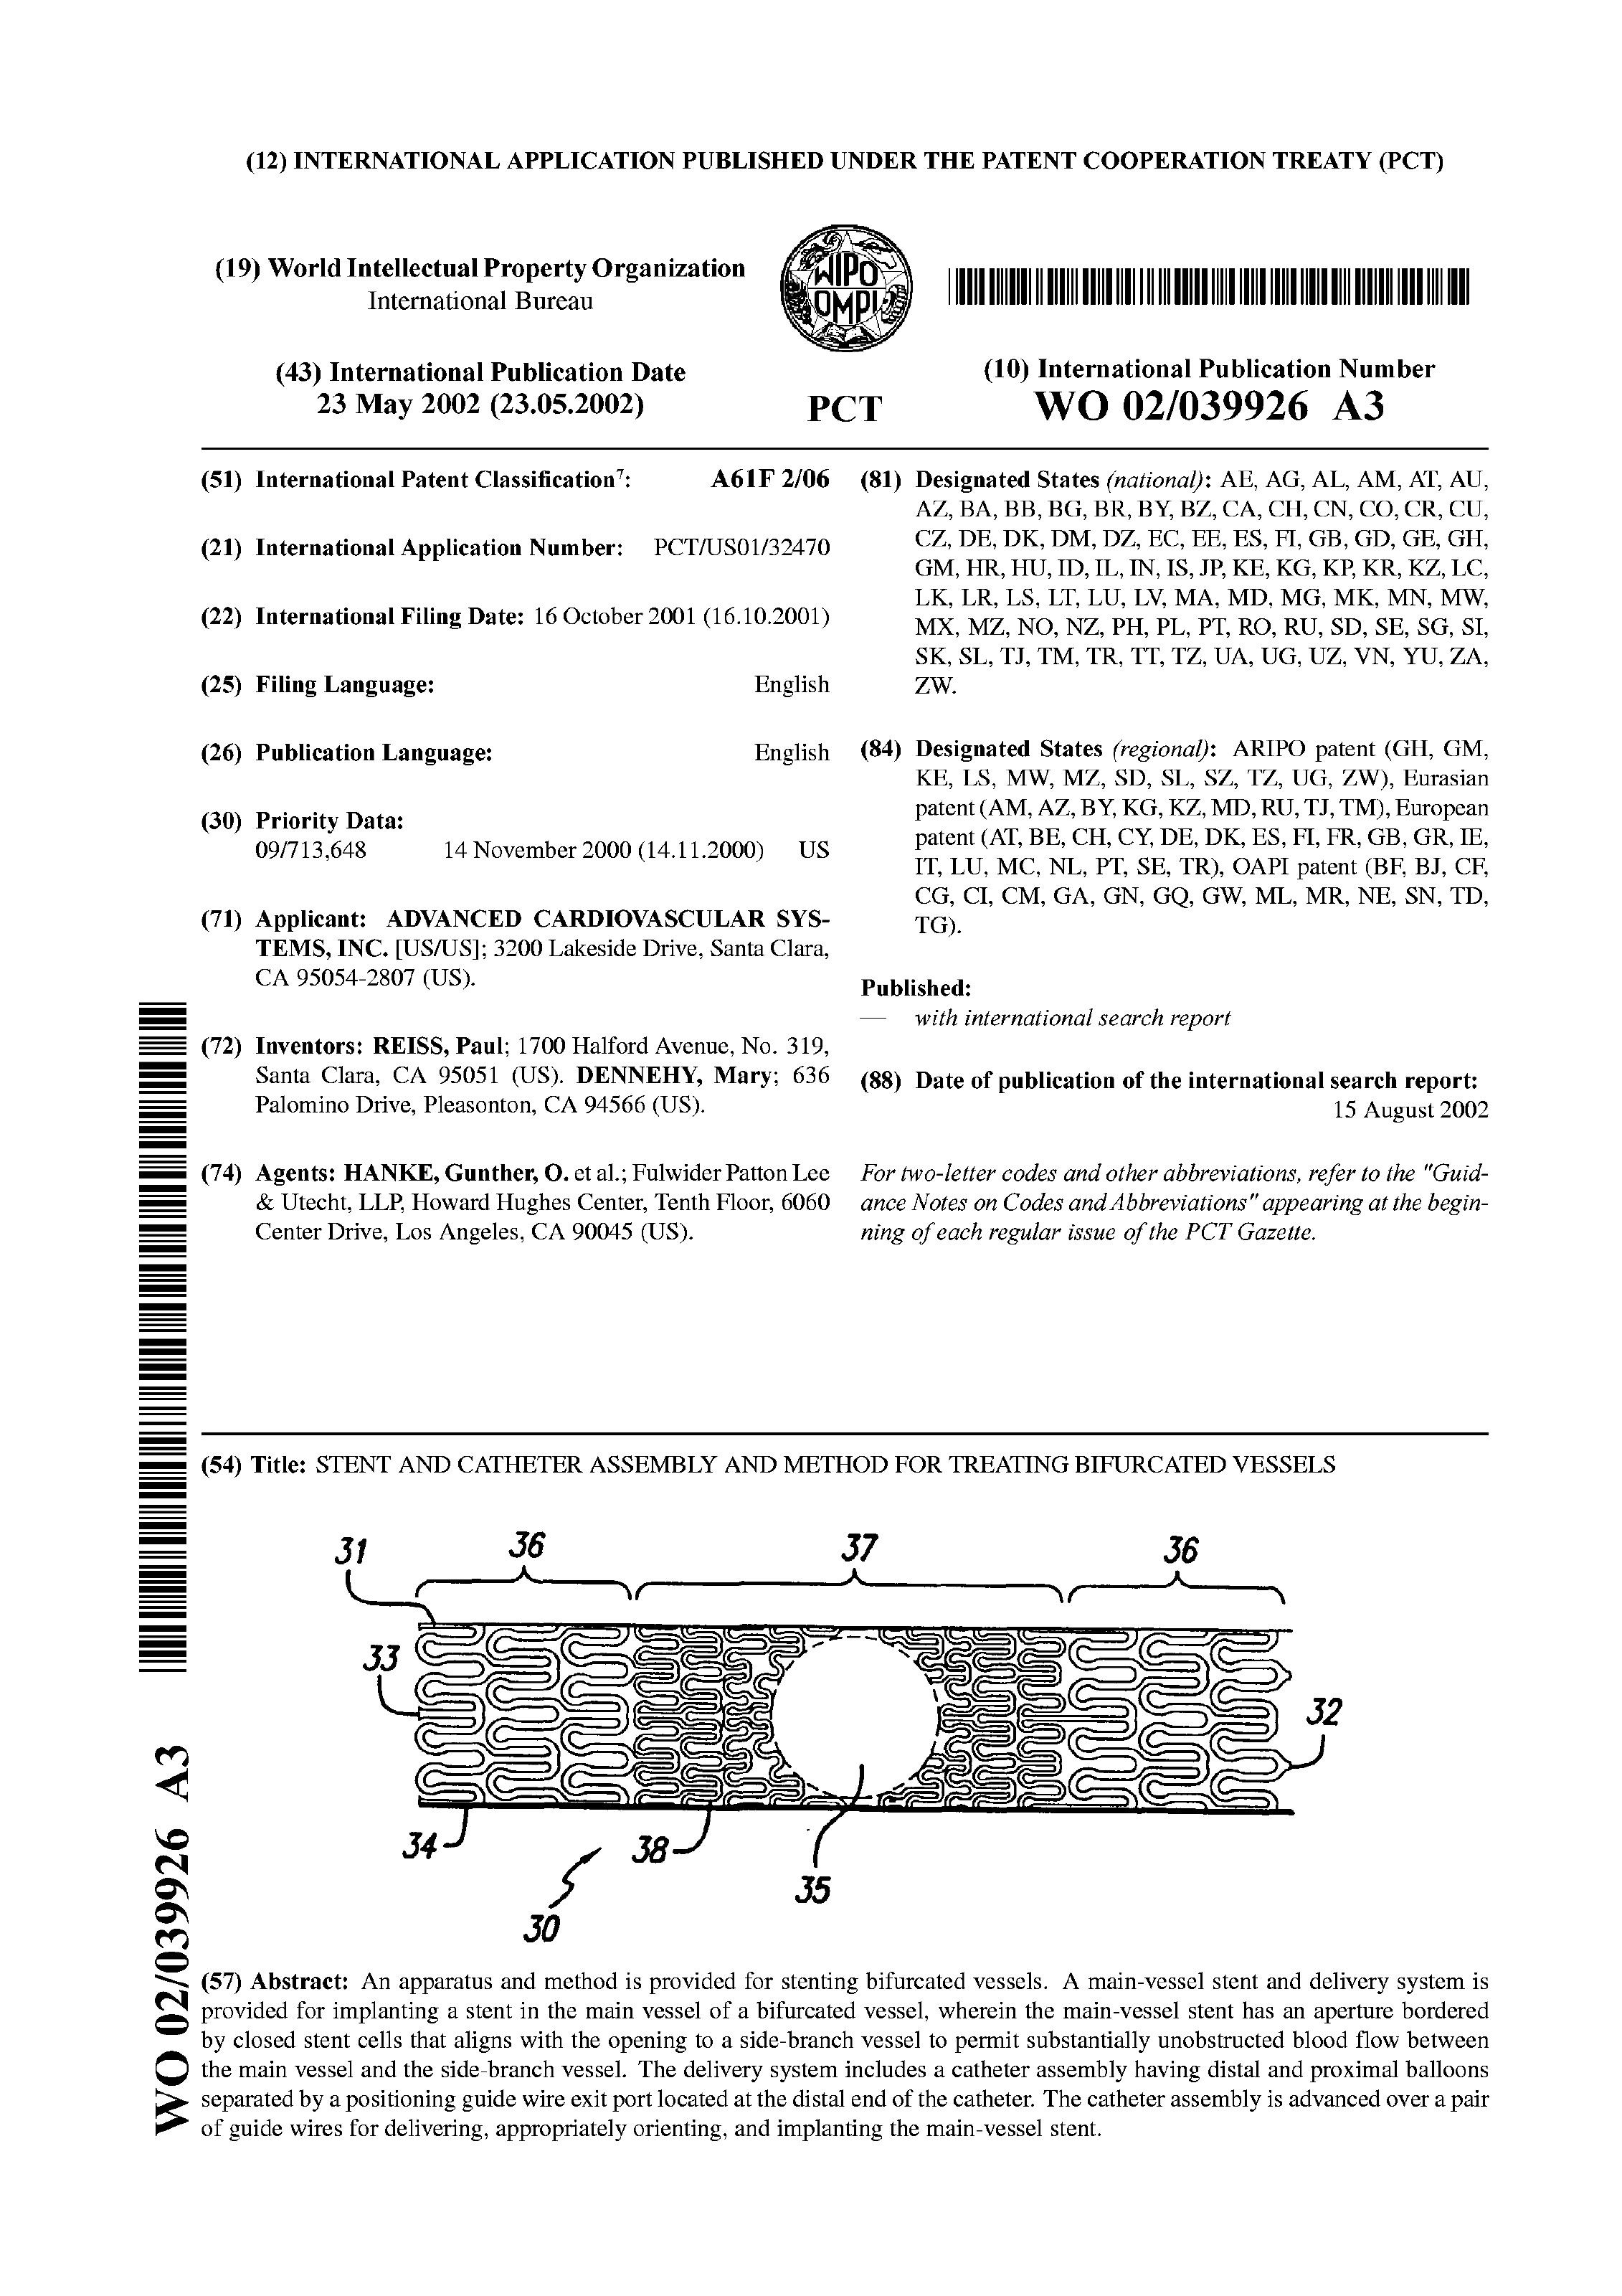 (12) INTERNATIONAL APPLICATION PUBLISHED UNDER THE PATENT COOPERATION TREATY (PCT)
(19) World Intellectual Property Organization
International Bureau
WIPO
OMPI
(43) International Publication Date
23 May 2002 (23.05.2002)
PCT
(10) International Publication Number
WO 02/039926 A3
(51) International Patent Classification7: A61F 2/06
(21) International Application Number: PCT/US01/32470
(22) International Filing Date: 16 October 2001 (16.10.2001)
(25) Filing Language: English
(26) Publication Language: English
(30) Priority Data:
09/713,648 14 November 2000 (14.11.2000) US
(71) Applicant: ADVANCED CARDIOVASCULAR SYS-
TEMS, INC. [US/US]; 3200 Lakeside Drive, Santa Clara,
CA 95054-2807 (US).
(72) Inventors: REISS, Paul; 1700 Halford Avenue, No. 319,
Santa Clara, CA 95051 (US). DENNEHY, Mary; 636
Palomino Drive, Pleasonton, CA 94566 (US).
(74) Agents: HANKE, Gunther, O. et al.; Fulwider Patton Lee
& Utecht, LLP, Howard Hughes Center, Tenth Floor, 6060
Center Drive, Los Angeles, CA 90045 (US).
(81) Designated States (national): AE, AG, AL, AM, AT, AU,
AZ, BA, BB, BG, BR, BY, BZ, CA, CH, CN, CO, CR, CU,
CZ, DE, DK, DM, DZ, EC, EE, ES, FI, GB, GD, GE, GH,
GM, HR, HU, ID, IL, IN, IS, JP, KE, KG, KP, KR, KZ, LC,
LK, LR, LS, LT, LU, LV, MA, MD, MG, MK, MN, MW,
MX, MZ, NO, NZ, PH, PL, PT, RO, RU, SD, SE, SG, SI,
SK, SL, TJ, TM, TR, TT, TZ, UA, UG, UZ, VN, YU, ZA,
ZW.
(84) Designated States (regional): ARIPO patent (GH, GM,
KE, LS, MW, MZ, SD, SL, SZ, TZ, UG, ZW), Eurasian
patent (AM, AZ, BY, KG, KZ, MD, RU, TJ, TM), European
patent (AT, BE, CH, CY, DE, DK, ES, FI, FR, GB, GR, IE,
IT, LU, MC, NL, PT, SE, TR), OAPI patent (BF, BJ, CF,
CG, CI, CM, GA, GN, GQ, GW, ML, MR, NE, SN, TD,
TG).
Published:
— with international search report
(88) Date of publication of the international search report:
15 August 2002
For two-letter codes and other abbreviations, refer to the "Guid-
ance Notes on Codes and Abbreviations" appearing at the begin-
ning of each regular issue of the PCT Gazette.
(54) Title: STENT AND CATHETER ASSEMBLY AND METHOD FOR TREATING BIFURCATED VESSELS
31 36 37 36
33
32
34 38
35
30
(57) Abstract: An apparatus and method is provided for stenting bifurcated vessels. A main-vessel stent and delivery system is
provided for implanting a stent in the main vessel of a bifurcated vessel, wherein the main-vessel stent has an aperture bordered
by closed stent cells that aligns with the opening to a side-branch vessel to permit substantially unobstructed blood flow between
the main vessel and the side-branch vessel. The delivery system includes a catheter assembly having distal and proximal balloons
separated by a positioning guide wire exit port located at the distal end of the catheter. The catheter assembly is advanced over a pair
of guide wires for delivering, appropriately orienting, and implanting the main-vessel stent.
WO 02/039926 A3